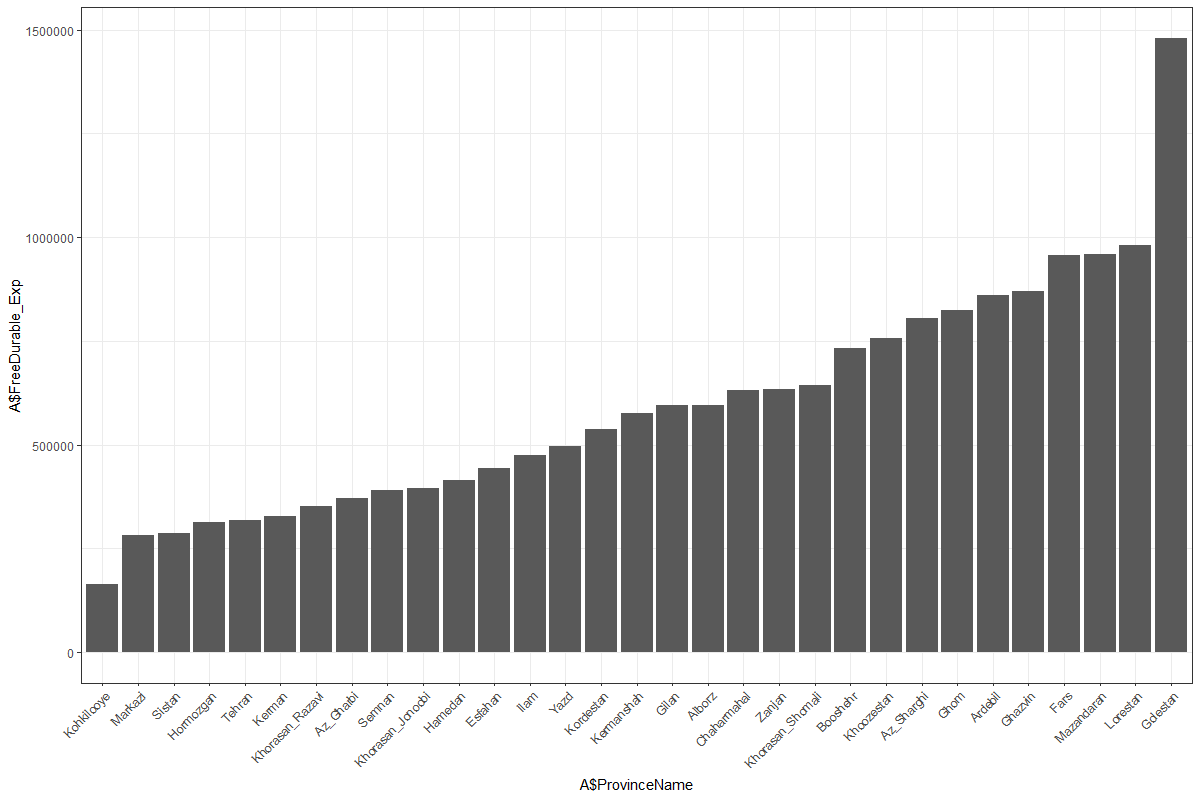 A$FreeDurable_Exp
1500000
1000000
500000
0
Kohkilooye
Markazi
Sistan
Hormozgan
Tehran
Kerman
Khorasan_Razavi
Az_Gharbi
Semnan
Khorasan_Jonoobi
Hamedan
Esfahan
Ilam
Yazd
Kordestan
Kermanshah
Gilan
Alborz
Chaharmahal
Zanjan
Khorasan_Shomali
Booshehr
Khoozestan
Az_Sharghi
Ghom
Ardebil
Ghazvin
Fars
Mazandaran
Lorestan
Golestan
A$ProvinceName